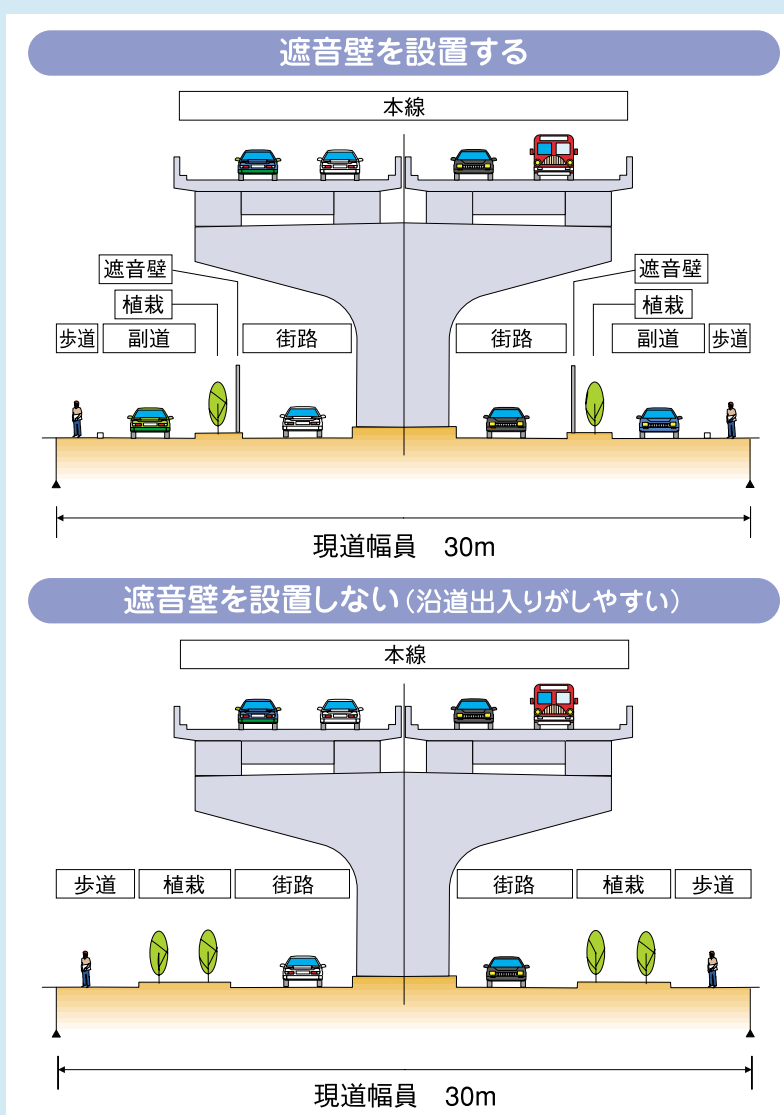 遮音壁を設置する
本線
遮音壁 遮音壁
植栽 植栽
歩道 副道 街路 街路 副道 歩道
現道幅員 30m
遮音壁を設置しない(沿道出入りがしやすい)
本線
歩道 植栽 街路 街路 植栽 歩道
現道幅員 30m